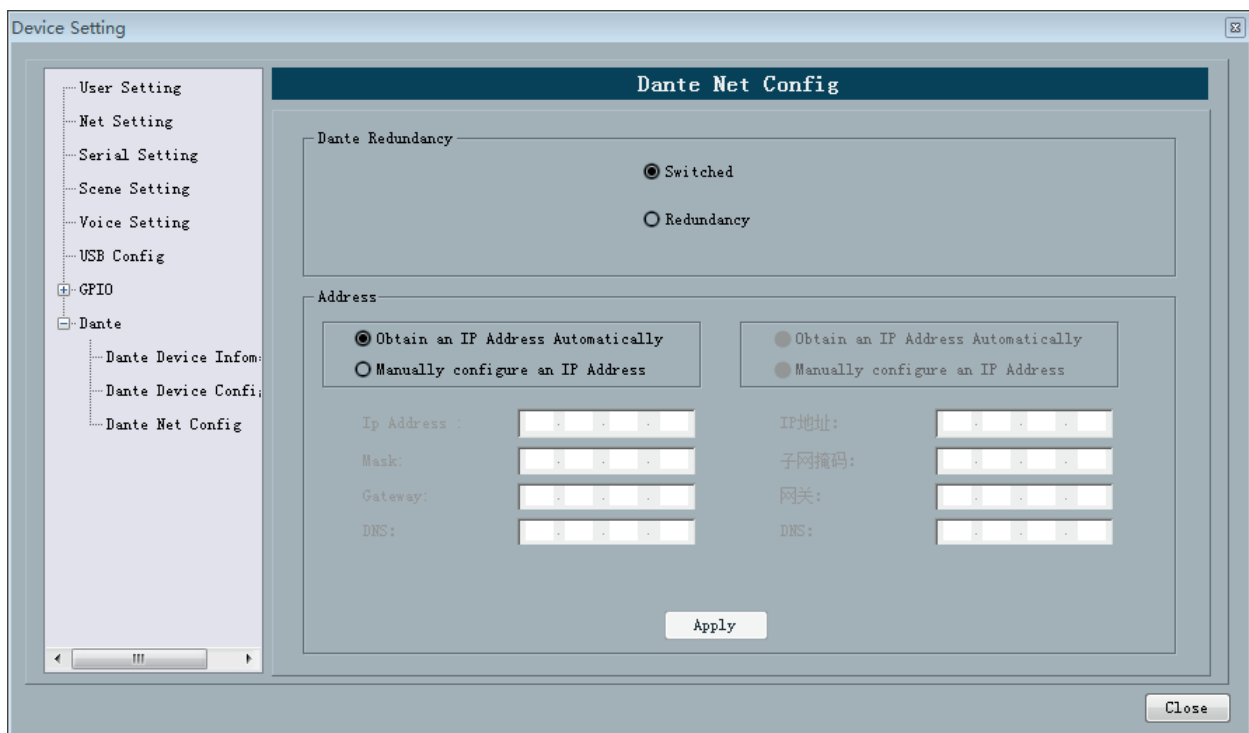 Device Setting
User Setting
Net Setting
Serial Setting
Scene Setting
Voice Setting
USB Config
GPIO
Dante
Dante Device Infom
Dante Device Config
Dante Net Config
Dante Net Config
Dante Redundancy
Switched
Redundancy
Address
Obtain an IP Address Automatically
Manually configure an IP Address
Ip Address :
Mask:
Gateway:
DNS:
Obtain an IP Address Automatically
Manually configure an IP Address
IP地址:
子网掩码:
网关:
DNS:
Apply
Close